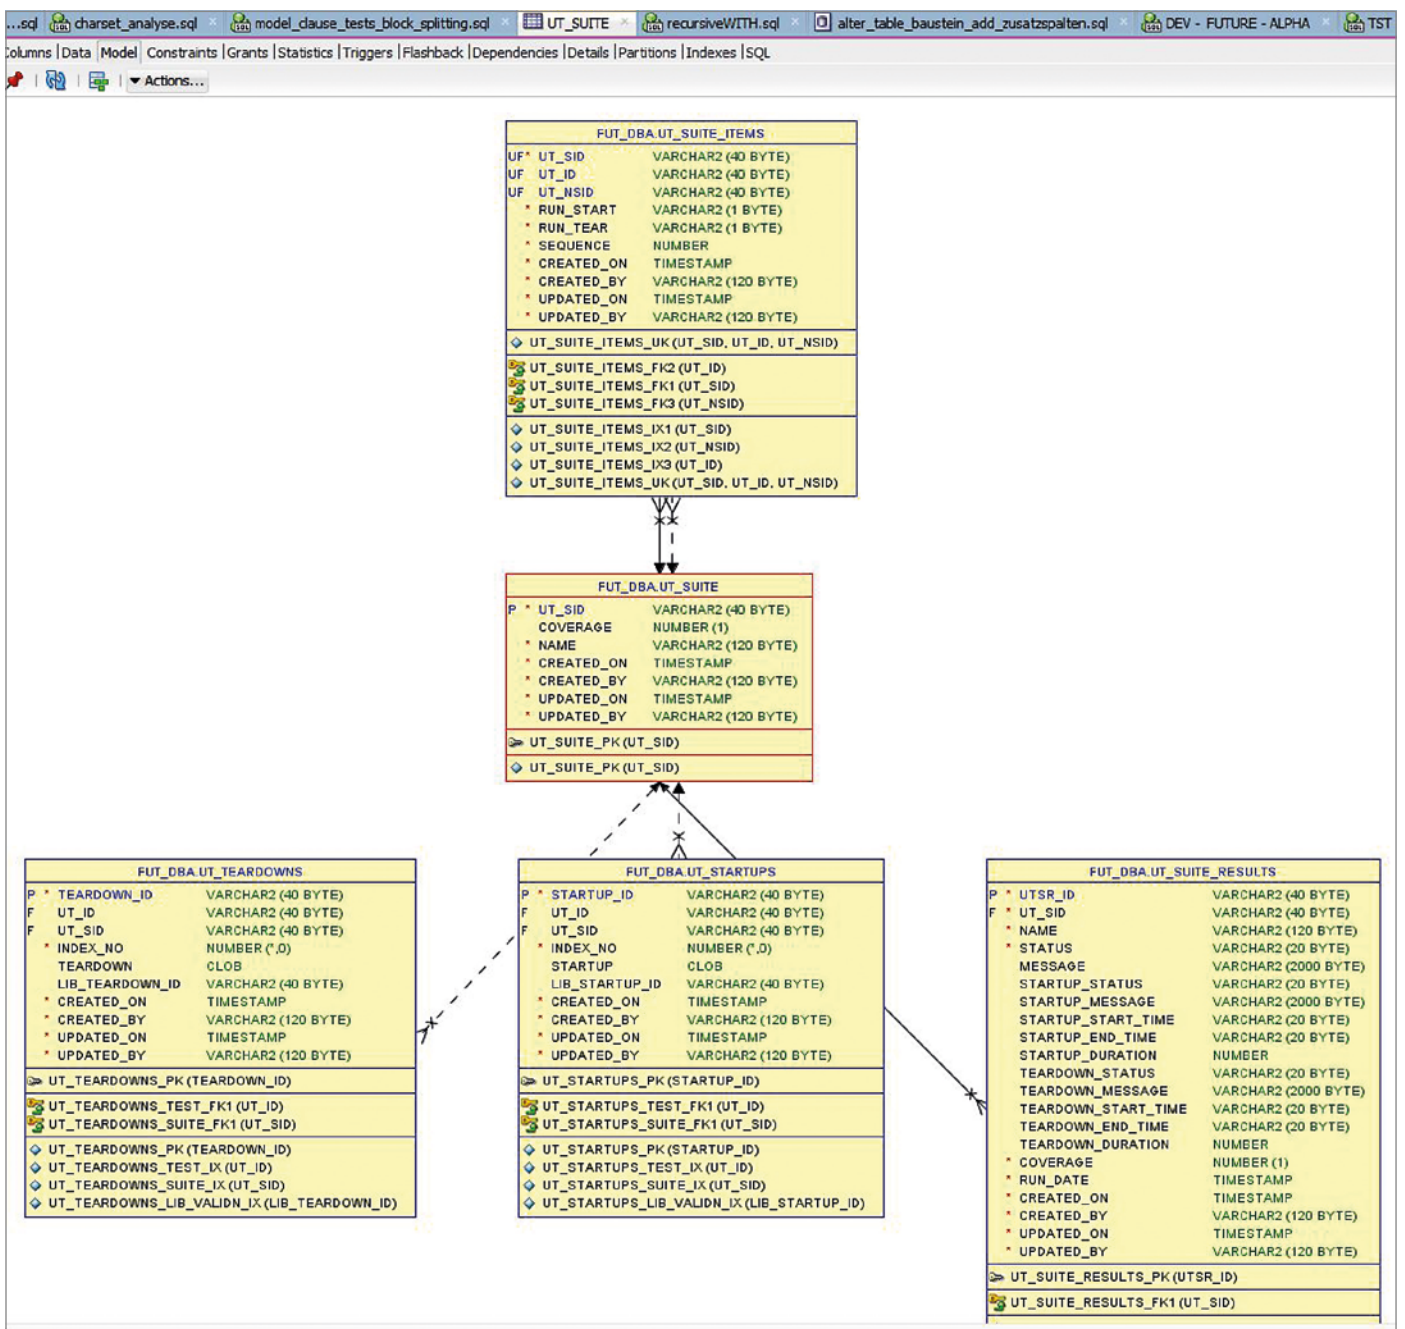 ...sql charset_analyse.sql × model_clause_tests_block_splitting.sql × UT_SUITE × recursiveWITH.sql × alter_table_baustein_add_zusatzspalten.sql × DEV - FUTURE - ALPHA × TST
Columns | Data | Model | Constraints | Grants | Statistics | Triggers | Flashback | Dependencies | Details | Partitions | Indexes | SQL
Actions...
FUT_DBA.UT_SUITE_ITEMS
UF* UT_SID VARCHAR2 (40 BYTE)
UF UT_ID VARCHAR2 (40 BYTE)
UF UT_NSID VARCHAR2 (40 BYTE)
* RUN_START VARCHAR2 (1 BYTE)
* RUN_TEAR VARCHAR2 (1 BYTE)
* SEQUENCE NUMBER
* CREATED_ON TIMESTAMP
* CREATED_BY VARCHAR2 (120 BYTE)
* UPDATED_ON TIMESTAMP
* UPDATED_BY VARCHAR2 (120 BYTE)
UT_SUITE_ITEMS_UK (UT_SID, UT_ID, UT_NSID)
UT_SUITE_ITEMS_FK2 (UT_ID)
UT_SUITE_ITEMS_FK1 (UT_SID)
UT_SUITE_ITEMS_FK3 (UT_NSID)
UT_SUITE_ITEMS_IX1 (UT_SID)
UT_SUITE_ITEMS_IX2 (UT_NSID)
UT_SUITE_ITEMS_IX3 (UT_ID)
UT_SUITE_ITEMS_UK (UT_SID, UT_ID, UT_NSID)
FUT_DBA.UT_SUITE
P * UT_SID VARCHAR2 (40 BYTE)
COVERAGE NUMBER (1)
* NAME VARCHAR2 (120 BYTE)
* CREATED_ON TIMESTAMP
* CREATED_BY VARCHAR2 (120 BYTE)
* UPDATED_ON TIMESTAMP
* UPDATED_BY VARCHAR2 (120 BYTE)
UT_SUITE_PK (UT_SID)
UT_SUITE_PK (UT_SID)
FUT_DBA.UT_TEARDOWNS
P * TEARDOWN_ID VARCHAR2 (40 BYTE)
F UT_ID VARCHAR2 (40 BYTE)
F UT_SID VARCHAR2 (40 BYTE)
* INDEX_NO NUMBER (*,0)
TEARDOWN CLOB
LIB_TEARDOWN_ID VARCHAR2 (40 BYTE)
* CREATED_ON TIMESTAMP
* CREATED_BY VARCHAR2 (120 BYTE)
* UPDATED_ON TIMESTAMP
* UPDATED_BY VARCHAR2 (120 BYTE)
UT_TEARDOWNS_PK (TEARDOWN_ID)
UT_TEARDOWNS_TEST_FK1 (UT_ID)
UT_TEARDOWNS_SUITE_FK1 (UT_SID)
UT_TEARDOWNS_PK (TEARDOWN_ID)
UT_TEARDOWNS_TEST_IX (UT_ID)
UT_TEARDOWNS_SUITE_IX (UT_SID)
UT_TEARDOWNS_LIB_VALIDN_IX (LIB_TEARDOWN_ID)
FUT_DBA.UT_STARTUPS
P * STARTUP_ID VARCHAR2 (40 BYTE)
F UT_ID VARCHAR2 (40 BYTE)
F UT_SID VARCHAR2 (40 BYTE)
* INDEX_NO NUMBER (*,0)
STARTUP CLOB
LIB_STARTUP_ID VARCHAR2 (40 BYTE)
* CREATED_ON TIMESTAMP
* CREATED_BY VARCHAR2 (120 BYTE)
* UPDATED_ON TIMESTAMP
* UPDATED_BY VARCHAR2 (120 BYTE)
UT_STARTUPS_PK (STARTUP_ID)
UT_STARTUPS_TEST_FK1 (UT_ID)
UT_STARTUPS_SUITE_FK1 (UT_SID)
UT_STARTUPS_PK (STARTUP_ID)
UT_STARTUPS_TEST_IX (UT_ID)
UT_STARTUPS_SUITE_IX (UT_SID)
UT_STARTUPS_LIB_VALIDN_IX (LIB_STARTUP_ID)
FUT_DBA.UT_SUITE_RESULTS
P * UTSR_ID VARCHAR2 (40 BYTE)
F * UT_SID VARCHAR2 (40 BYTE)
* NAME VARCHAR2 (120 BYTE)
* STATUS VARCHAR2 (20 BYTE)
MESSAGE VARCHAR2 (2000 BYTE)
STARTUP_STATUS VARCHAR2 (20 BYTE)
STARTUP_MESSAGE VARCHAR2 (2000 BYTE)
STARTUP_START_TIME VARCHAR2 (20 BYTE)
STARTUP_END_TIME VARCHAR2 (20 BYTE)
STARTUP_DURATION NUMBER
TEARDOWN_STATUS VARCHAR2 (20 BYTE)
TEARDOWN_MESSAGE VARCHAR2 (2000 BYTE)
TEARDOWN_START_TIME VARCHAR2 (20 BYTE)
TEARDOWN_END_TIME VARCHAR2 (20 BYTE)
TEARDOWN_DURATION NUMBER
* COVERAGE NUMBER (1)
* RUN_DATE TIMESTAMP
* CREATED_ON TIMESTAMP
* CREATED_BY VARCHAR2 (120 BYTE)
* UPDATED_ON TIMESTAMP
* UPDATED_BY VARCHAR2 (120 BYTE)
UT_SUITE_RESULTS_PK (UTSR_ID)
UT_SUITE_RESULTS_FK1 (UT_SID)